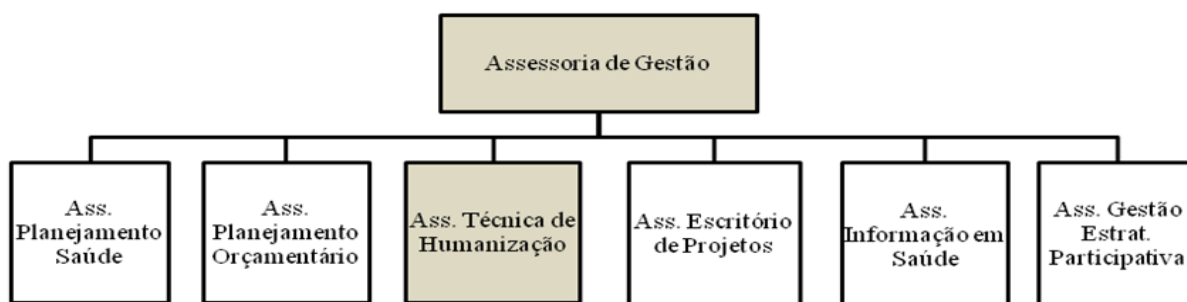 Assessoria de Gestão
Ass.
Planejamento
Saúde
Ass.
Planejamento
Orçamentário
Ass. Técnica de
Humanização
Ass. Escritório
de Projetos
Ass.
Informação em
Saúde
Ass. Gestão
Estrat.
Participativa